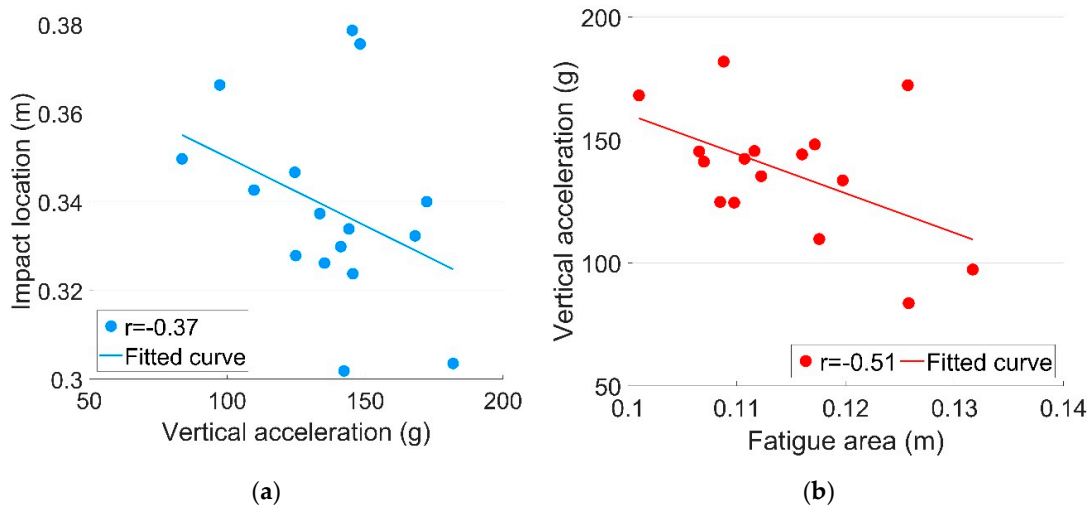 0.38
0.36
0.34
0.32
0.3
Impact location (m)
r=-0.37
Fitted curve
50
100
150
200
Vertical acceleration (g)
(a)
200
150
100
50
Vertical acceleration (g)
r=-0.51
Fitted curve
0.1
0.11
0.12
0.13
0.14
Fatigue area (m)
(b)